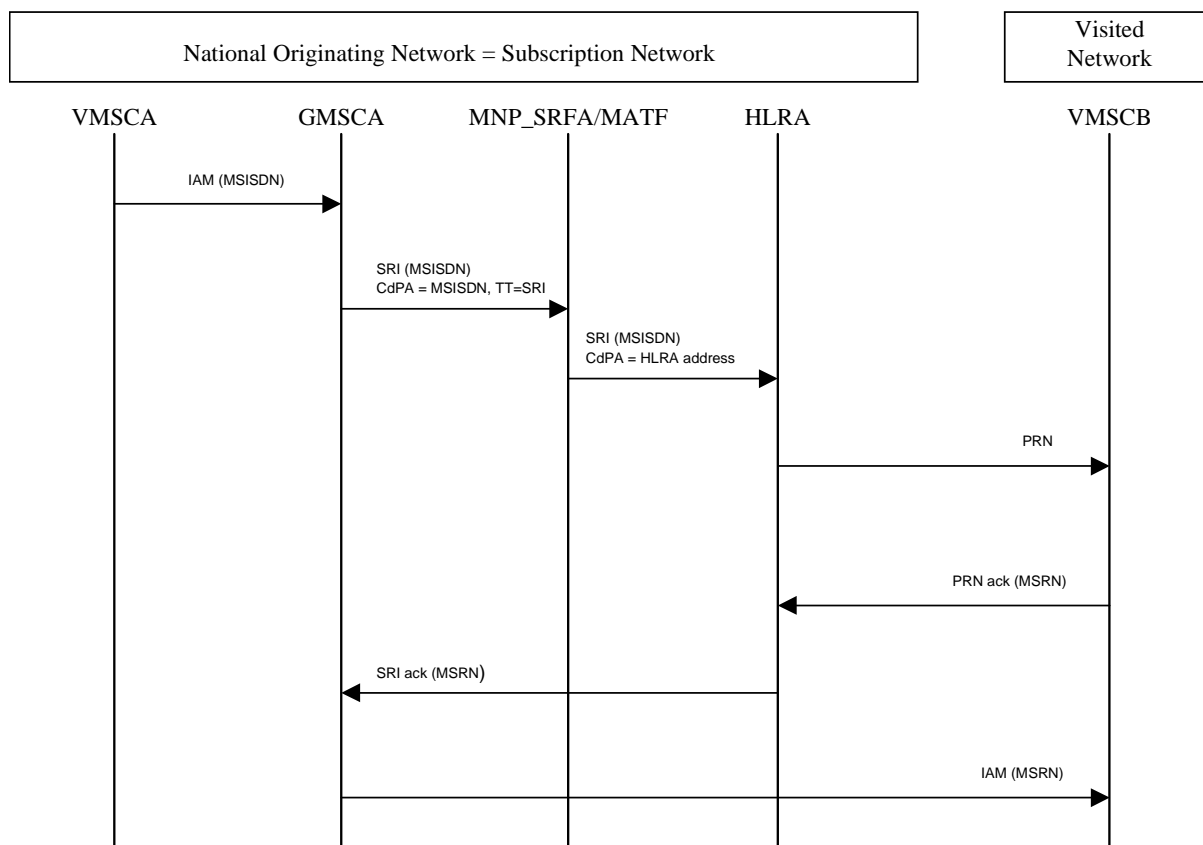 National Originating Network = Subscription Network
Visited
Network
VMSCA
GMSCA
MNP_SRFA/MATF
HLRA
VMSCB
IAM (MSISDN)
SRI (MSISDN)
CdPA = MSISDN, TT=SRI
SRI (MSISDN)
CdPA = HLRA address
PRN
PRN ack (MSRN)
SRI ack (MSRN)
IAM (MSRN)